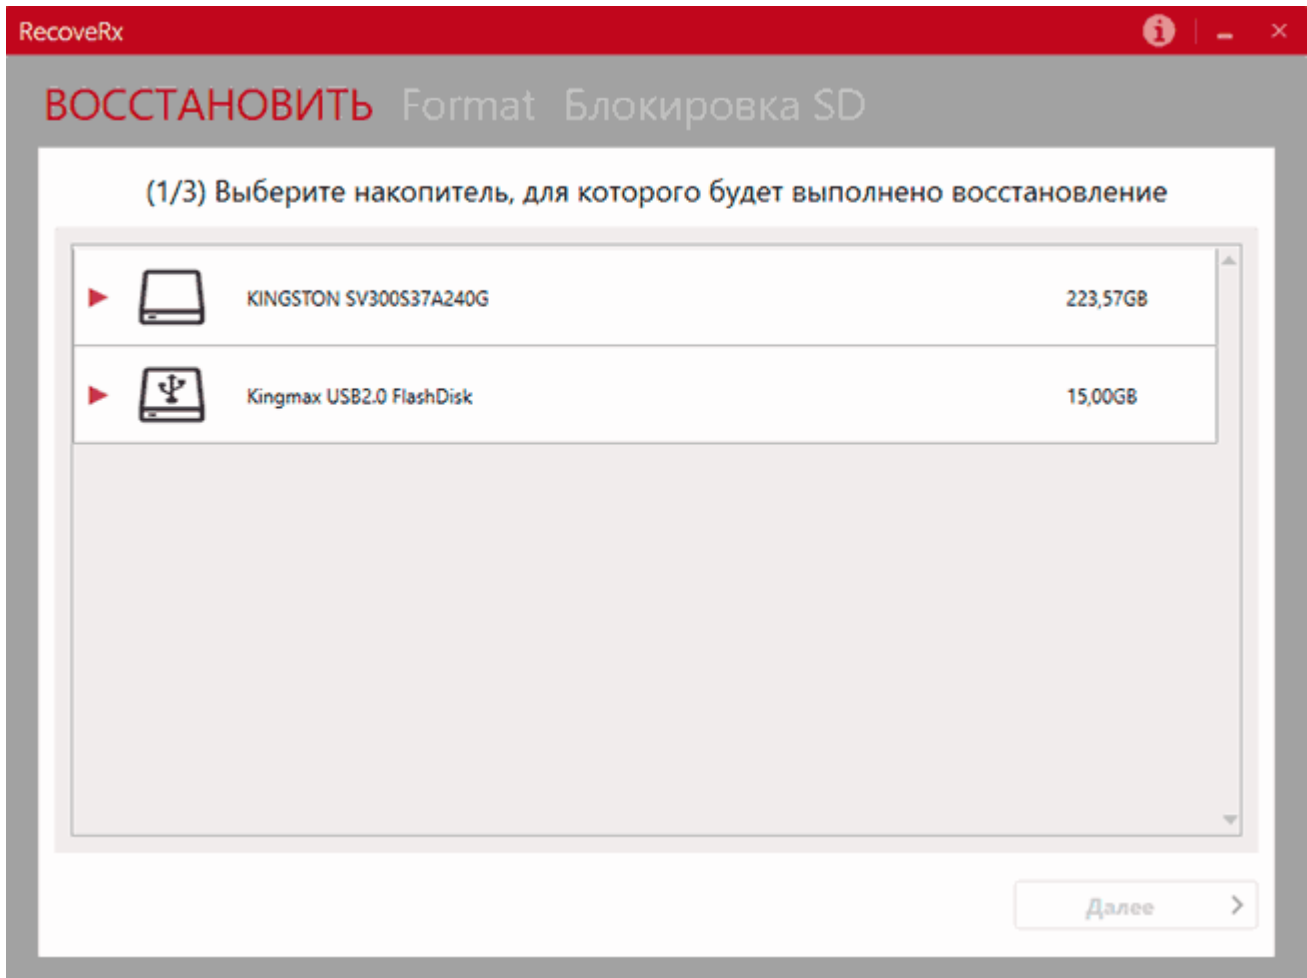 RecoveRx
ВОССТАНОВИТЬ Format Блокировка SD
(1/3) Выберите накопитель, для которого будет выполнено восстановление
KINGSTON SV300S37A240G 223,57GB
Kingmax USB2.0 FlashDisk 15,00GB
Далее